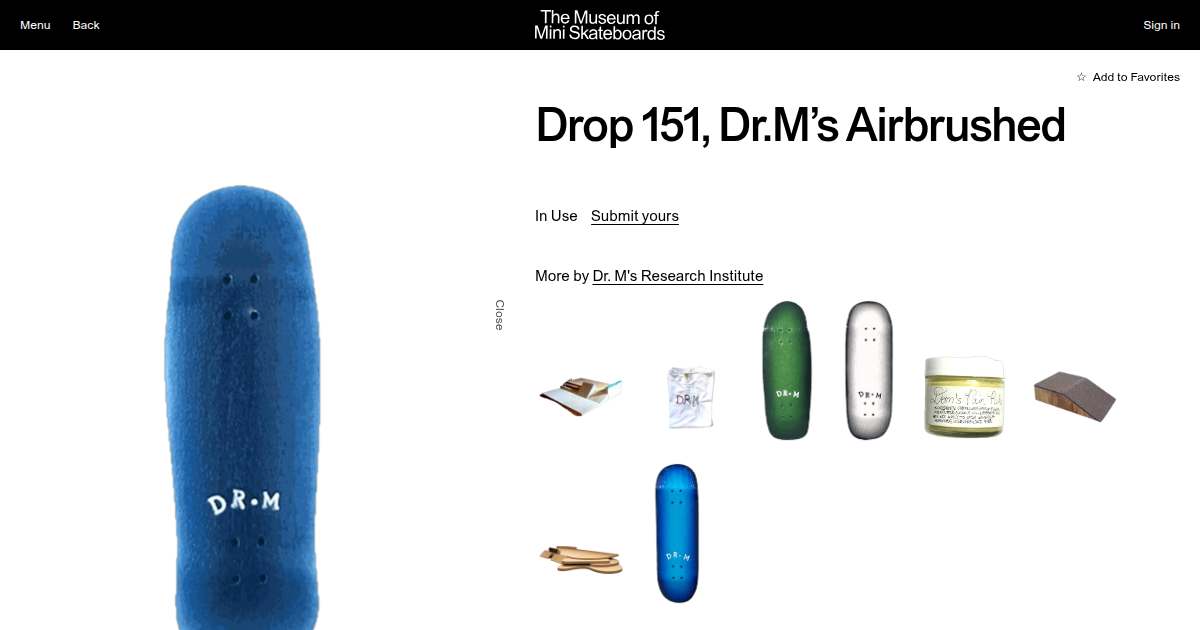 Menu
Back
The Museum of
Mini Skateboards
Sign in
☆ Add to Favorites
Drop 151, Dr.M’s Airbrushed
In Use Submit yours
More by Dr. M's Research Institute
Close
DR•M
DR M
DR•M
DR•M
DR•M